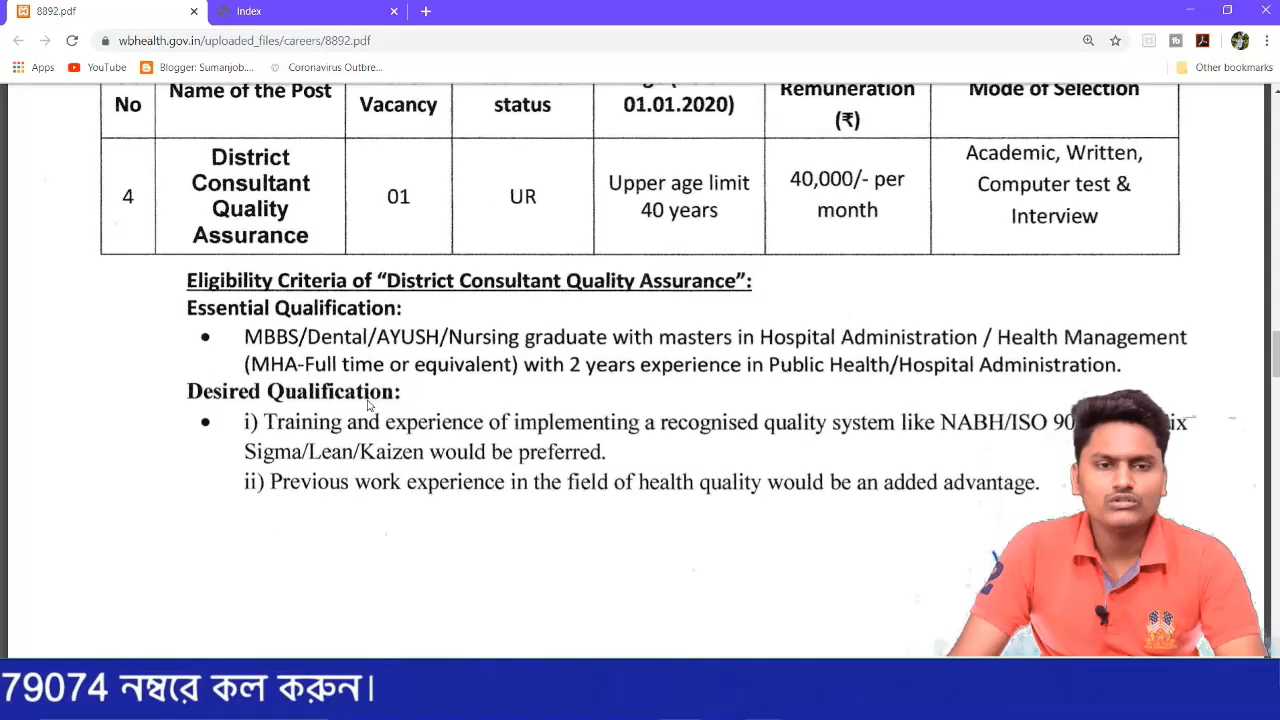 8892.pdf
Index
wbhealth.gov.in/uploaded_files/careers/8892.pdf
Apps YouTube Blogger: Sumanjob.... Coronavirus Outbre... Other bookmarks
No Name of the Post Vacancy status 01.01.2020) Remuneration (₹) Mode of Selection
4
District
Consultant
Quality
Assurance
01
UR
Upper age limit
40 years
40,000/- per
month
Academic, Written,
Computer test &
Interview
Eligibility Criteria of “District Consultant Quality Assurance”:
Essential Qualification:
• MBBS/Dental/AYUSH/Nursing graduate with masters in Hospital Administration / Health Management
(MHA-Full time or equivalent) with 2 years experience in Public Health/Hospital Administration.
Desired Qualification:
• i) Training and experience of implementing a recognised quality system like NABH/ISO
Sigma/Lean/Kaizen would be preferred.
ii) Previous work experience in the field of health quality would be an added advantage.
79074 নম্বরে কল করুন।